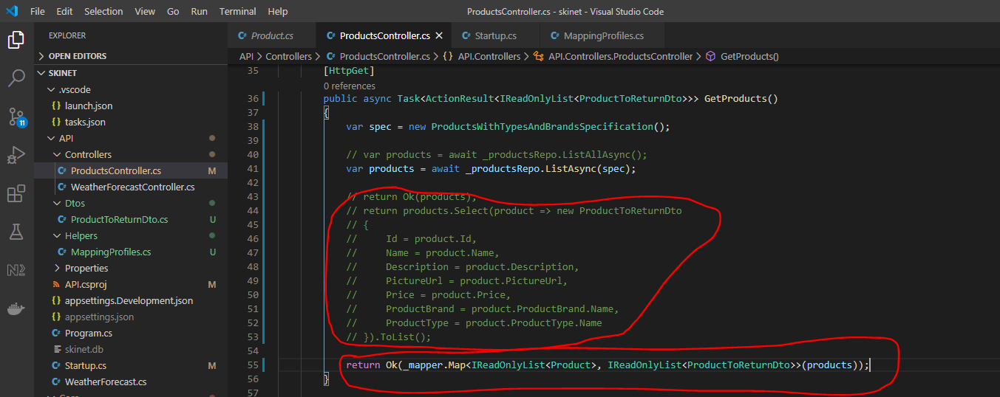 File Edit Selection View Go Run Terminal Help ProductsController.cs - skinet - Visual Studio Code
EXPLORER
OPEN EDITORS
SKINET
.vscode
{} launch.json
{} tasks.json
API
Controllers
C# ProductsController.cs M
C# WeatherForecastController.cs
Dtos
C# ProductToReturnDto.cs U
Helpers
C# MappingProfiles.cs U
Properties
API.csproj M
{} appsettings.Development.json
{} appsettings.json
C# Program.cs
skinet.db
C# Startup.cs M
C# WeatherForecast.cs
11
N2
C# Product.cs C# ProductsController.cs C# Startup.cs C# MappingProfiles.cs
API > Controllers > C# ProductsController.cs > {} API.Controllers > API.Controllers.ProductsController > GetProducts()
35 [HttpGet]
0 references
36 public async Task<ActionResult<IReadOnlyList<ProductToReturnDto>>> GetProducts()
37 {
38 var spec = new ProductsWithTypesAndBrandsSpecification();
39
40 // var products = await _productsRepo.ListAllAsync();
41 var products = await _productsRepo.ListAsync(spec);
42
43 // return Ok(products);
44 // return products.Select(product => new ProductToReturnDto
45 // {
46 // Id = product.Id,
47 // Name = product.Name,
48 // Description = product.Description,
49 // PictureUrl = product.PictureUrl,
50 // Price = product.Price,
51 // ProductBrand = product.ProductBrand.Name,
52 // ProductType = product.ProductType.Name
53 // }).ToList();
54
55 return Ok(_mapper.Map<IReadOnlyList<Product>, IReadOnlyList<ProductToReturnDto>>(products));
56 }
57